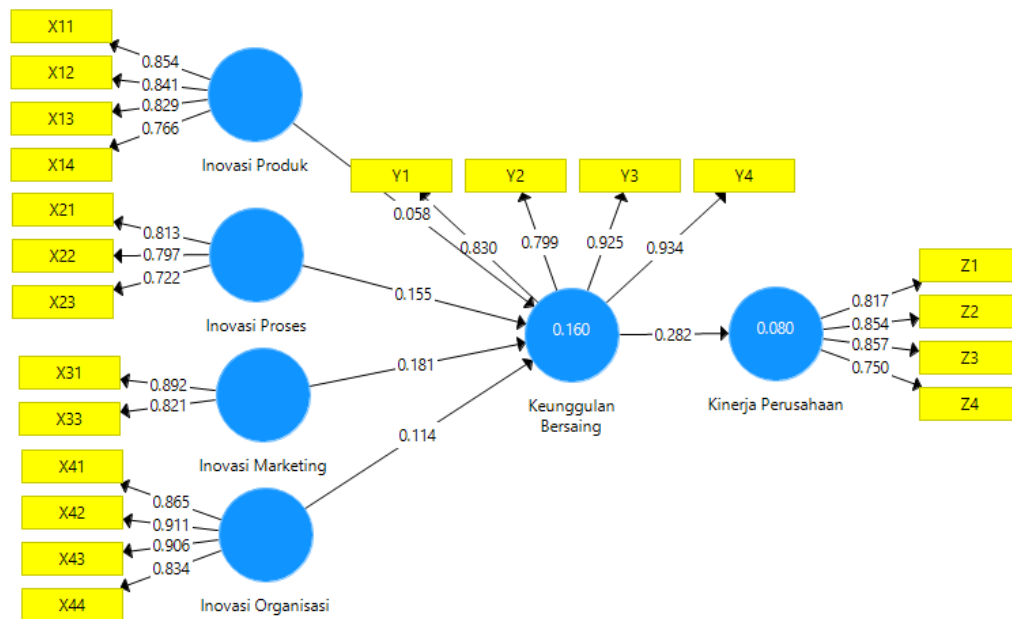 X11
X12
X13
X14
0.854
0.841
0.829
0.766
Inovasi Produk
X21
X22
X23
0.813
0.797
0.722
Inovasi Proses
X31
X33
0.892
0.821
Inovasi Marketing
X41
X42
X43
X44
0.865
0.911
0.906
0.834
Inovasi Organisasi
0.058
0.155
0.181
0.114
Y1
Y2
Y3
Y4
0.830
0.799
0.925
0.934
0.160
Keunggulan
Bersaing
0.282
0.080
Kinerja Perusahaan
0.817
0.854
0.857
0.750
Z1
Z2
Z3
Z4